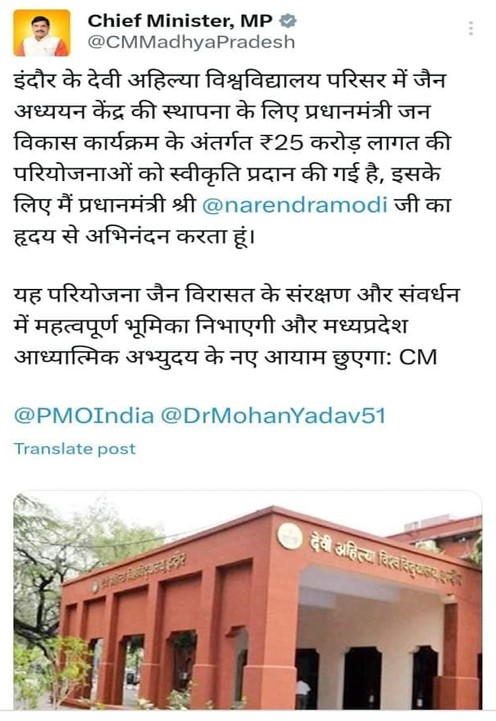 Chief Minister, MP
@CMMadhyaPradesh
इंदौर के देवी अहिल्या विश्वविद्यालय परिसर में जैन
अध्ययन केंद्र की स्थापना के लिए प्रधानमंत्री जन
विकास कार्यक्रम के अंतर्गत ₹25 करोड़ लागत की
परियोजनाओं को स्वीकृति प्रदान की गई है, इसके
लिए मैं प्रधानमंत्री श्री @narendramodi जी का
हृदय से अभिनंदन करता हूं।
यह परियोजना जैन विरासत के संरक्षण और संवर्धन
में महत्वपूर्ण भूमिका निभाएगी और मध्यप्रदेश
आध्यात्मिक अभ्युदय के नए आयाम छुएगा: CM
@PMOIndia @DrMohanYadav51
Translate post
देवी अहिल्या विश्वविद्यालय, इन्दौर